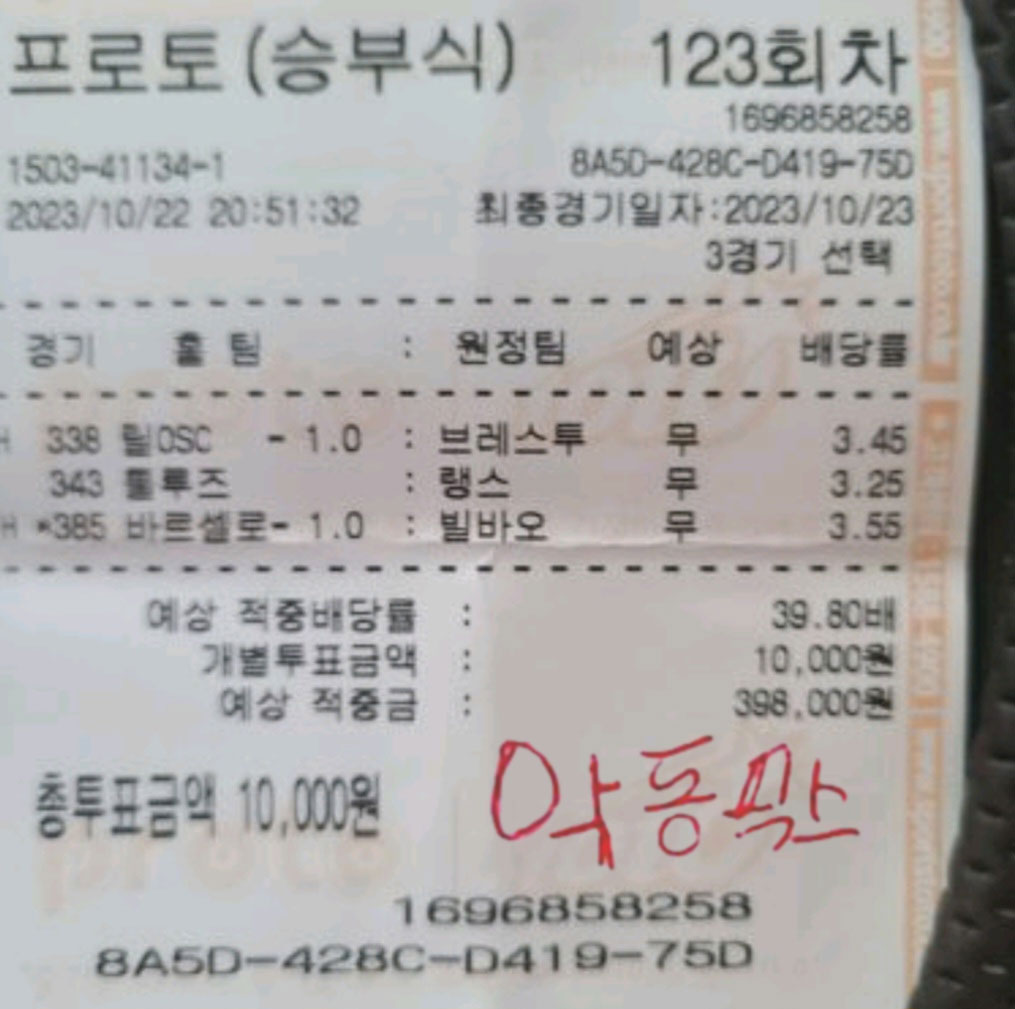 프로토(승부식) 123회차
1696858258
1503-41134-1 8A5D-428C-D419-75D
2023/10/22 20:51:32 최종경기일자:2023/10/23
3경기 선택
경기 홈팀 : 원정팀 예상 배당률
H 338 릴OSC -1.0 : 브레스투 무 3.45
343 툴루즈 : 랭스 무 3.25
H *385 바르셀로-1.0 : 빌바오 무 3.55
예상 적중배당률 : 39.80배
개별투표금액 : 10,000원
예상 적중금 : 398,000원
총투표금액 10,000원
악동픽스
1696858258
8A5D-428C-D419-75D